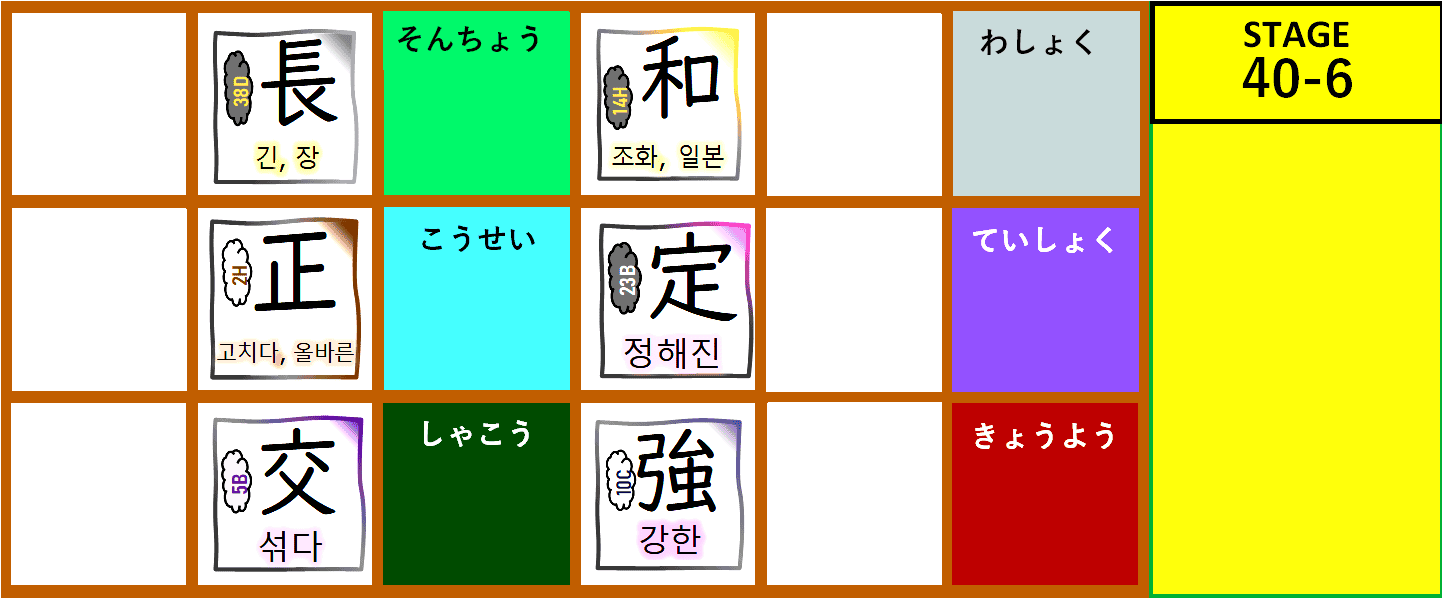 38D
長
긴, 장
そんちょう
14H
和
조화, 일본
わしょく
STAGE
40-6
2H
正
고치다, 올바른
こうせい
23B
定
정해진
ていしょく
5B
交
섞다
しゃこう
10C
強
강한
きょうよう